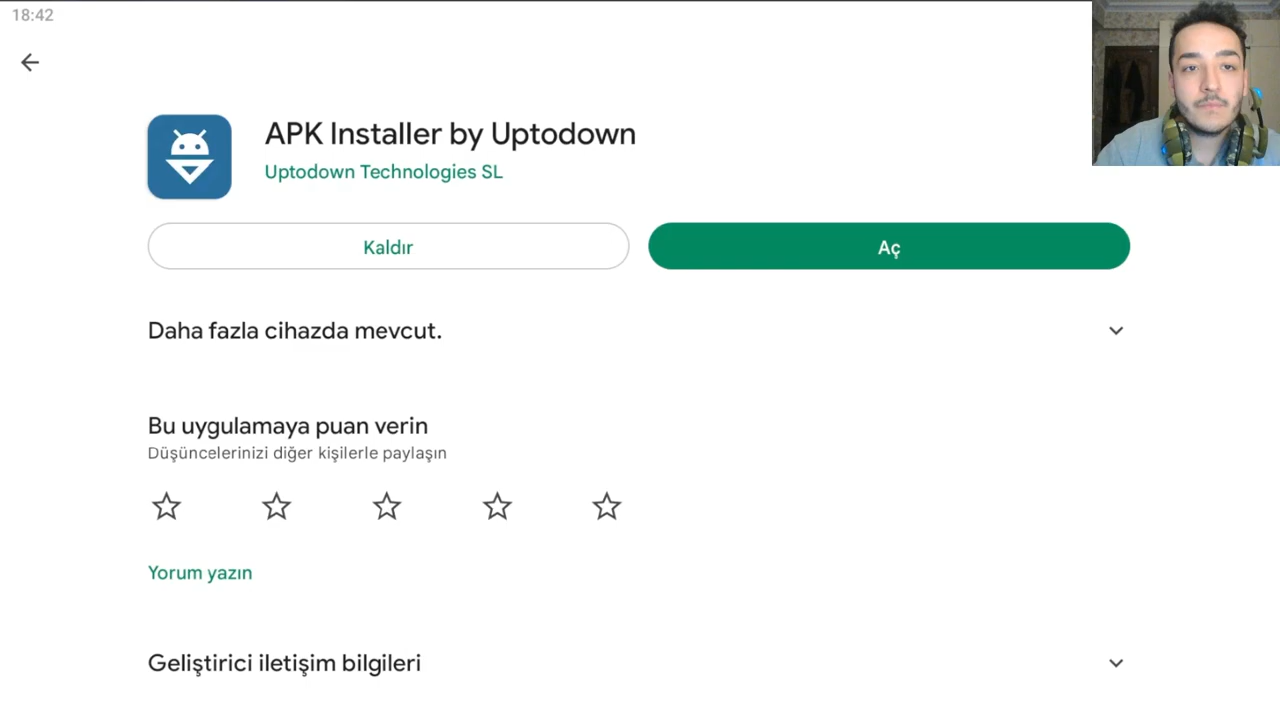 18:42
APK Installer by Uptodown
Uptodown Technologies SL
Kaldır
Aç
Daha fazla cihazda mevcut.
Bu uygulamaya puan verin
Düşüncelerinizi diğer kişilerle paylaşın
Yorum yazın
Geliştirici iletişim bilgileri